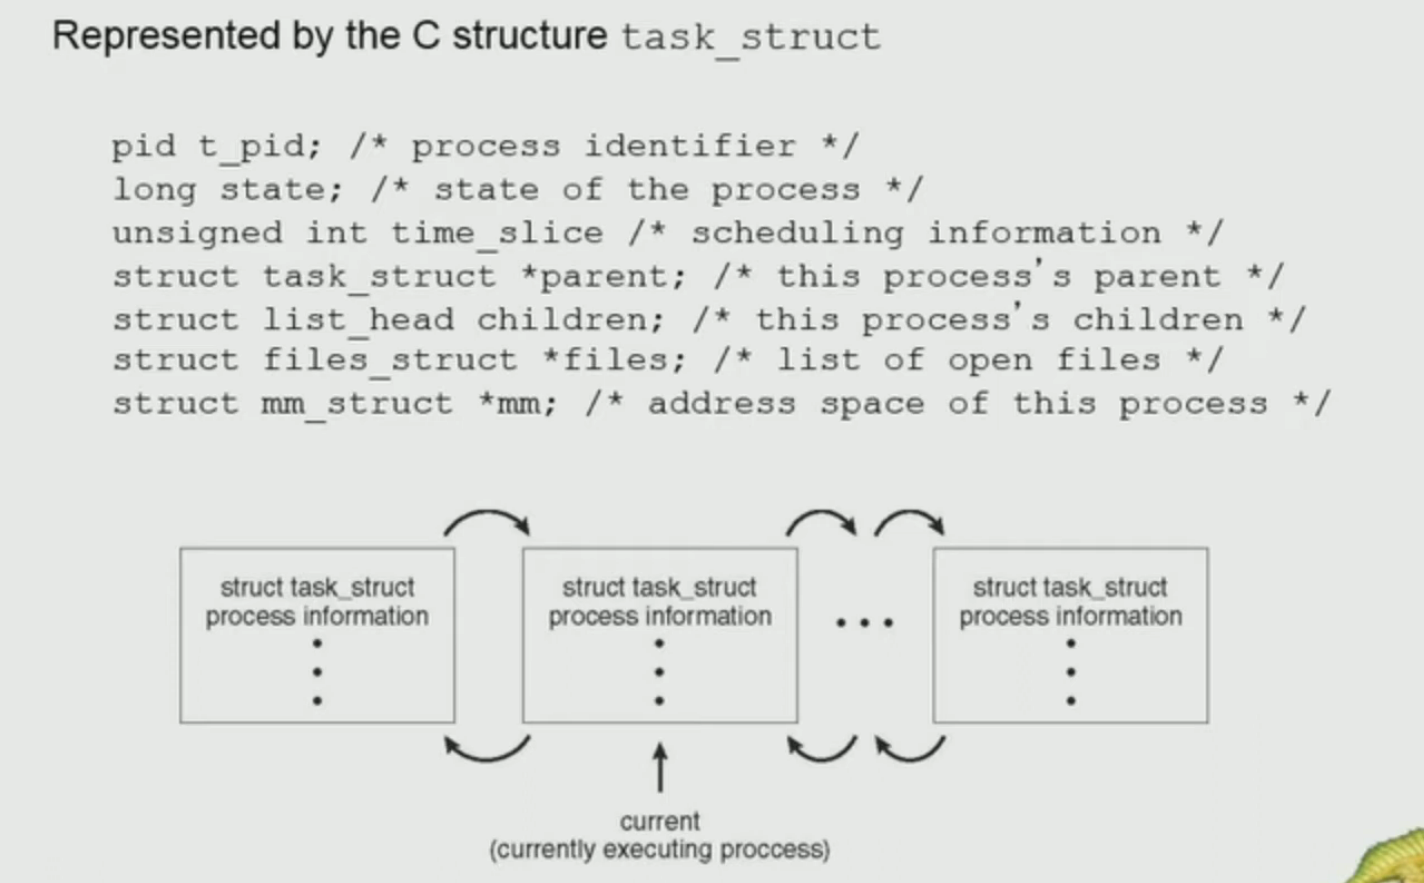 Represented by the C structure task_struct
pid t_pid; /* process identifier */
long state; /* state of the process */
unsigned int time_slice /* scheduling information */
struct task_struct *parent; /* this process's parent */
struct list_head children; /* this process's children */
struct files_struct *files; /* list of open files */
struct mm_struct *mm; /* address space of this process */
struct task_struct
process information
struct task_struct
process information
...
struct task_struct
process information
current
(currently executing proccess)